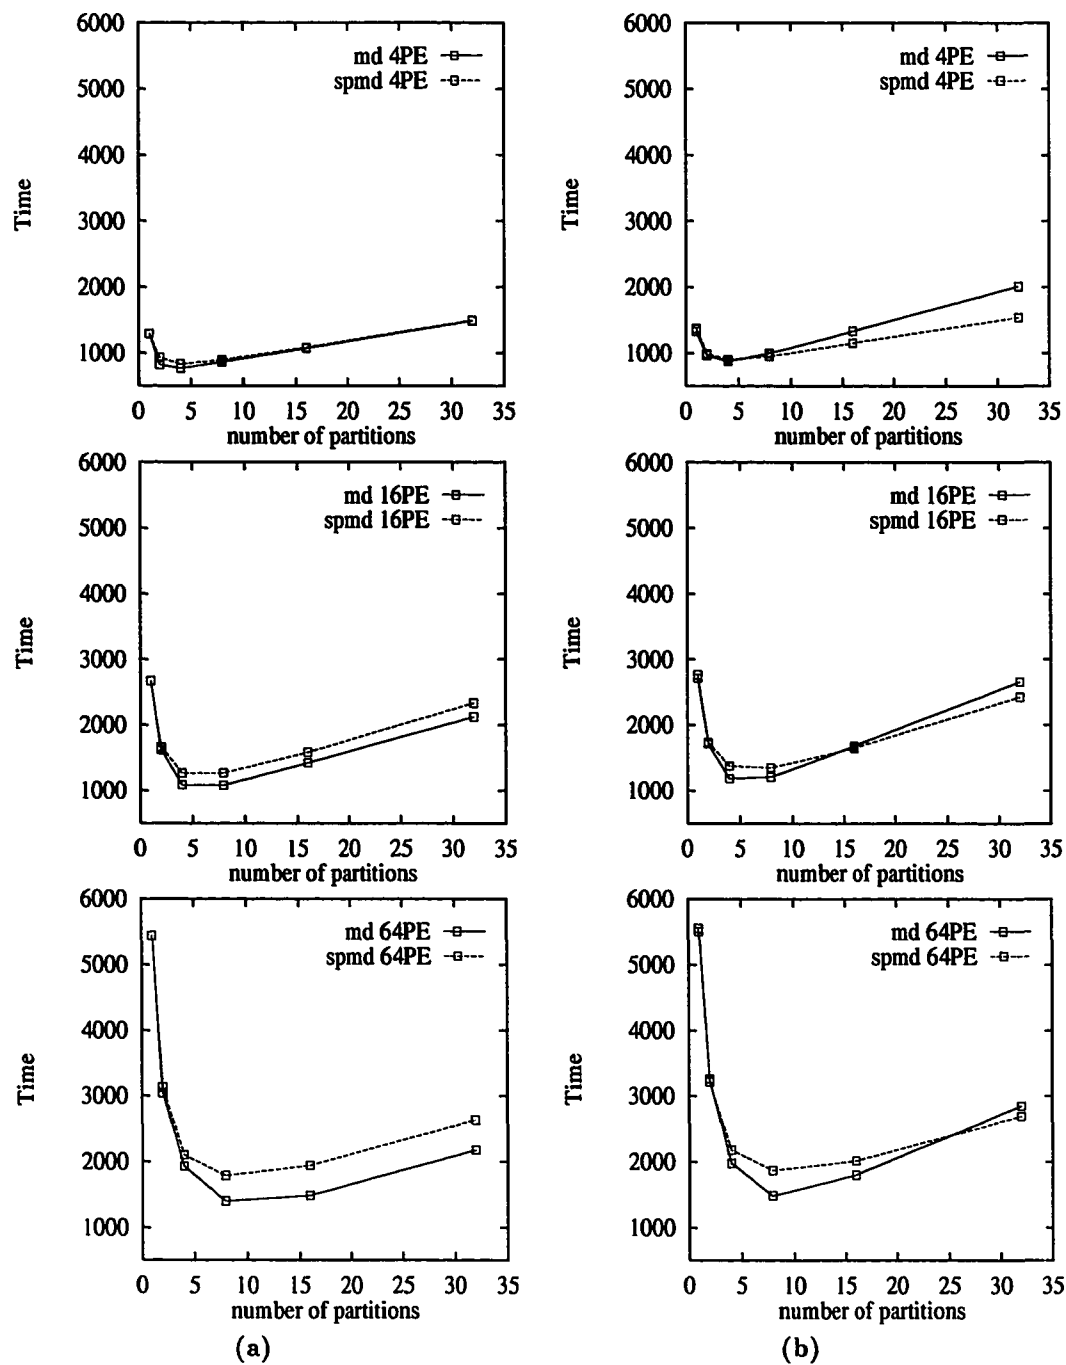 6000
5000
4000
3000
2000
1000
0 5 10 15 20 25 30 35
Time
number of partitions
md 4PE
spmd 4PE
6000
5000
4000
3000
2000
1000
0 5 10 15 20 25 30 35
Time
number of partitions
md 4PE
spmd 4PE
6000
5000
4000
3000
2000
1000
0 5 10 15 20 25 30 35
Time
number of partitions
md 16PE
spmd 16PE
6000
5000
4000
3000
2000
1000
0 5 10 15 20 25 30 35
Time
number of partitions
md 16PE
spmd 16PE
6000
5000
4000
3000
2000
1000
0 5 10 15 20 25 30 35
Time
number of partitions
md 64PE
spmd 64PE
6000
5000
4000
3000
2000
1000
0 5 10 15 20 25 30 35
Time
number of partitions
md 64PE
spmd 64PE
(a)
(b)